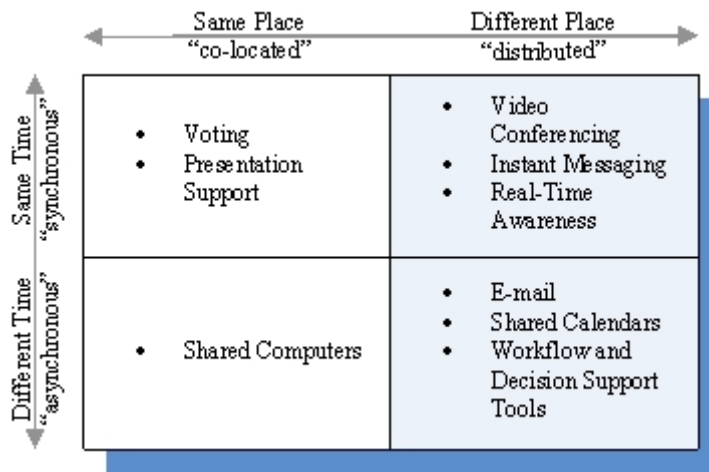 Same Place
“co-located”
Different Place
“distributed”
Same Time
“synchronous”
• Voting
• Presentation
Support
• Video
Conferencing
• Instant Messaging
• Real-Time
Awareness
Different Time
“asynchronous”
• Shared Computers
• E-mail
• Shared Calendars
• Workflow and
Decision Support
Tools